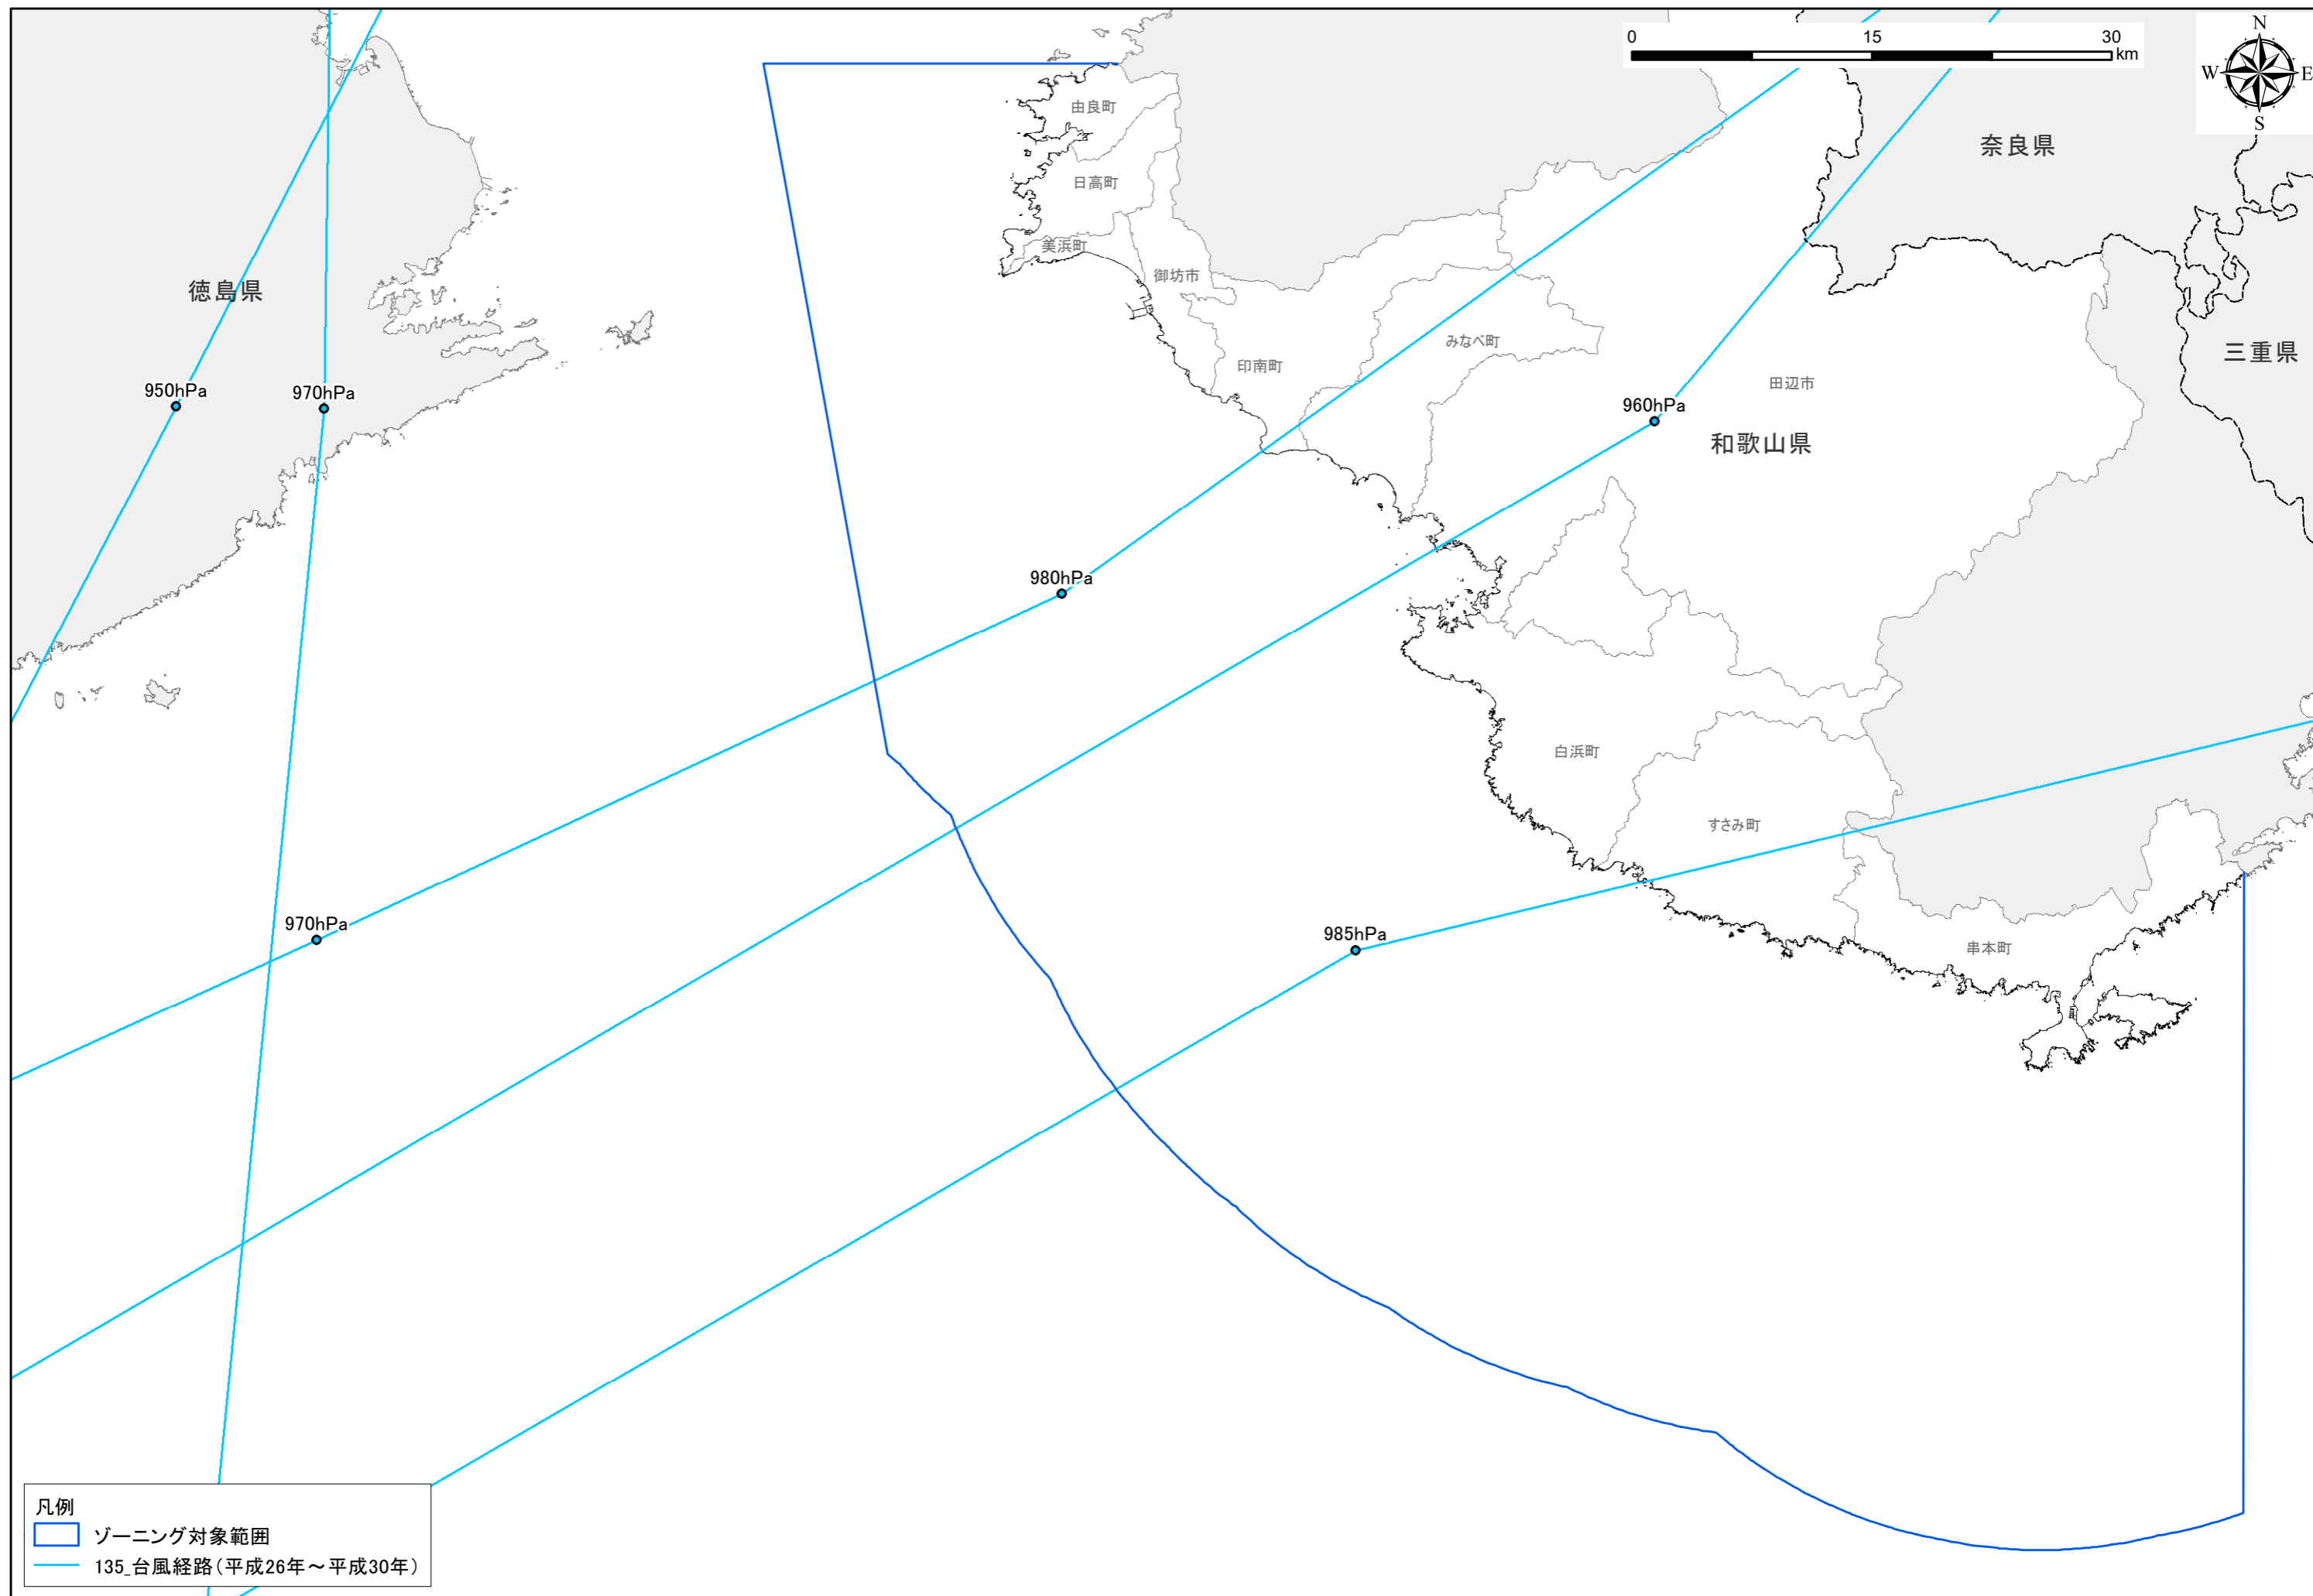 0 15 30
km
N
W E
S
由良町
奈良県
日高町
美浜町
御坊市
徳島県
みなべ町
三重県
印南町
田辺市
950hPa
970hPa
960hPa
和歌山県
980hPa
白浜町
すさみ町
970hPa
985hPa
串本町
凡例
ゾーニング対象範囲
135_台風経路(平成26年～平成30年)